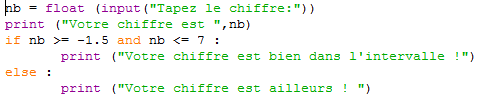 nb = float (input("Tapez le chiffre:"))
print ("Votre chiffre est ",nb)
if nb >= -1.5 and nb <= 7 :
        print ("Votre chiffre est bien dans l'intervalle !")
else :
        print ("Votre chiffre est ailleurs ! ")